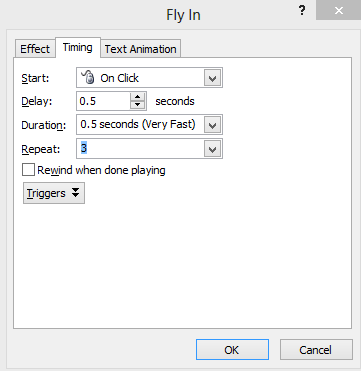 Fly In
? ×
Effect Timing Text Animation
Start: On Click
Delay: 0.5 seconds
Duration: 0.5 seconds (Very Fast)
Repeat: 3
Rewind when done playing
Triggers
OK Cancel